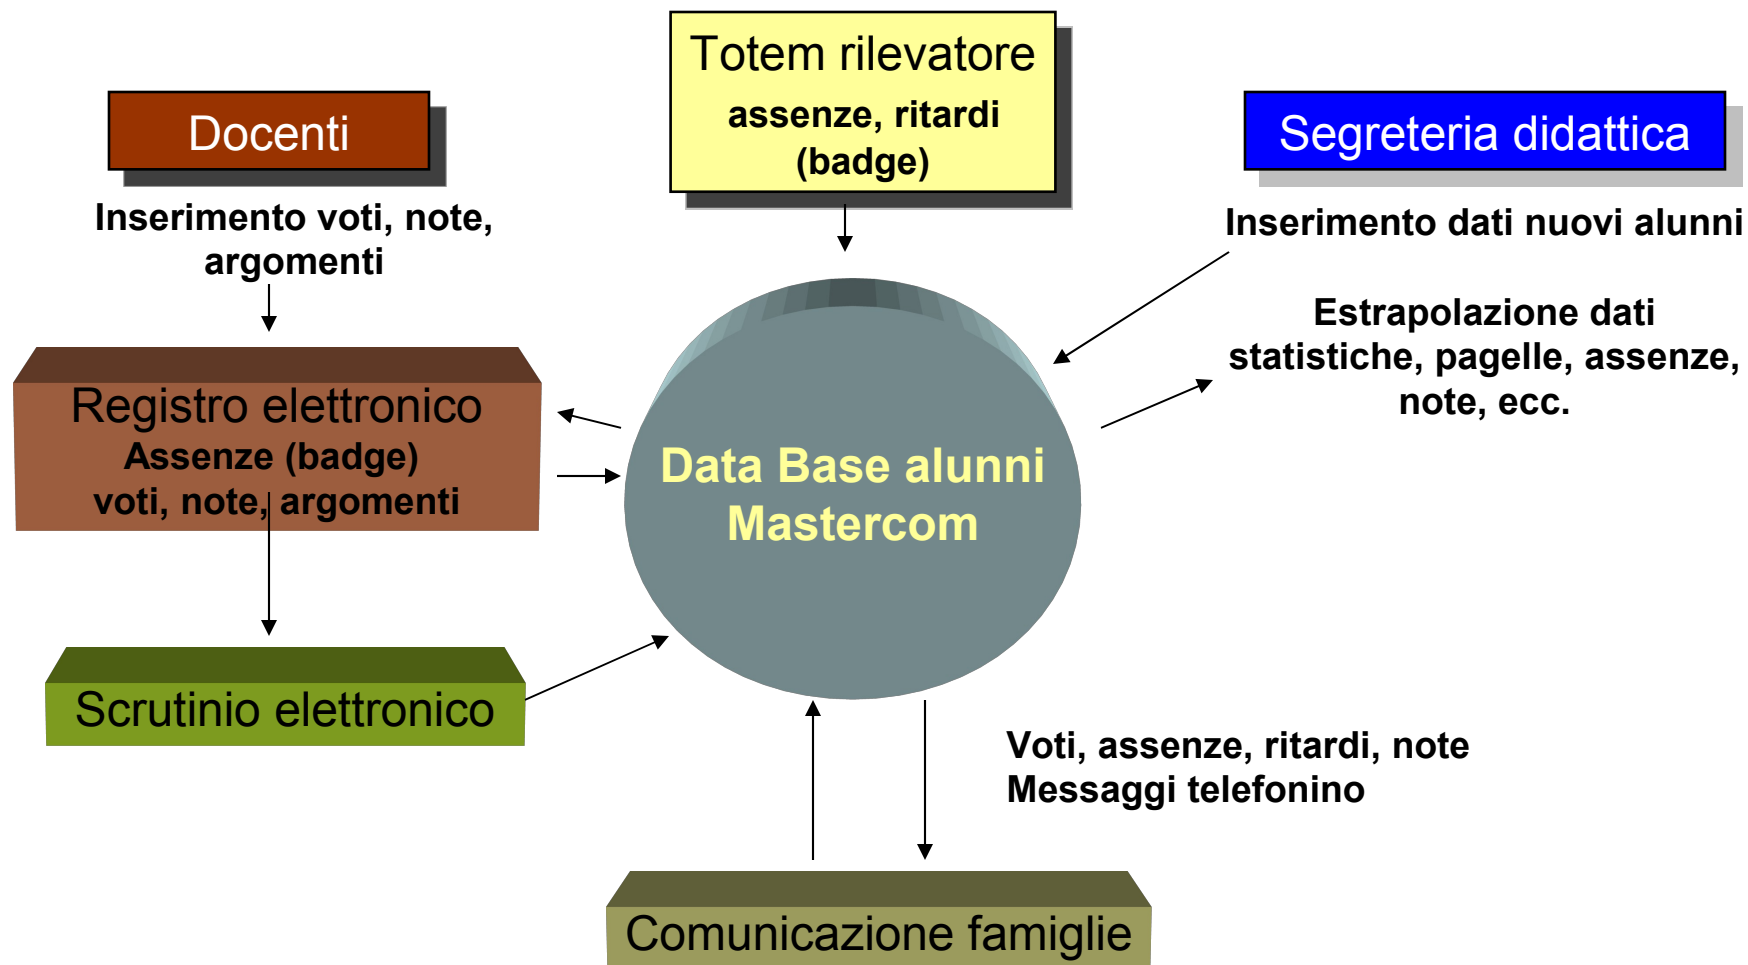 Totem rilevatore
assenze, ritardi
(badge)
Docenti
Inserimento voti, note,
argomenti
Segreteria didattica
Inserimento dati nuovi alunni
Estrapolazione dati
statistiche, pagelle, assenze,
note, ecc.
Registro elettronico
Assenze (badge)
voti, note, argomenti
Data Base alunni
Mastercom
Scrutinio elettronico
Voti, assenze, ritardi, note
Messaggi telefonino
Comunicazione famiglie